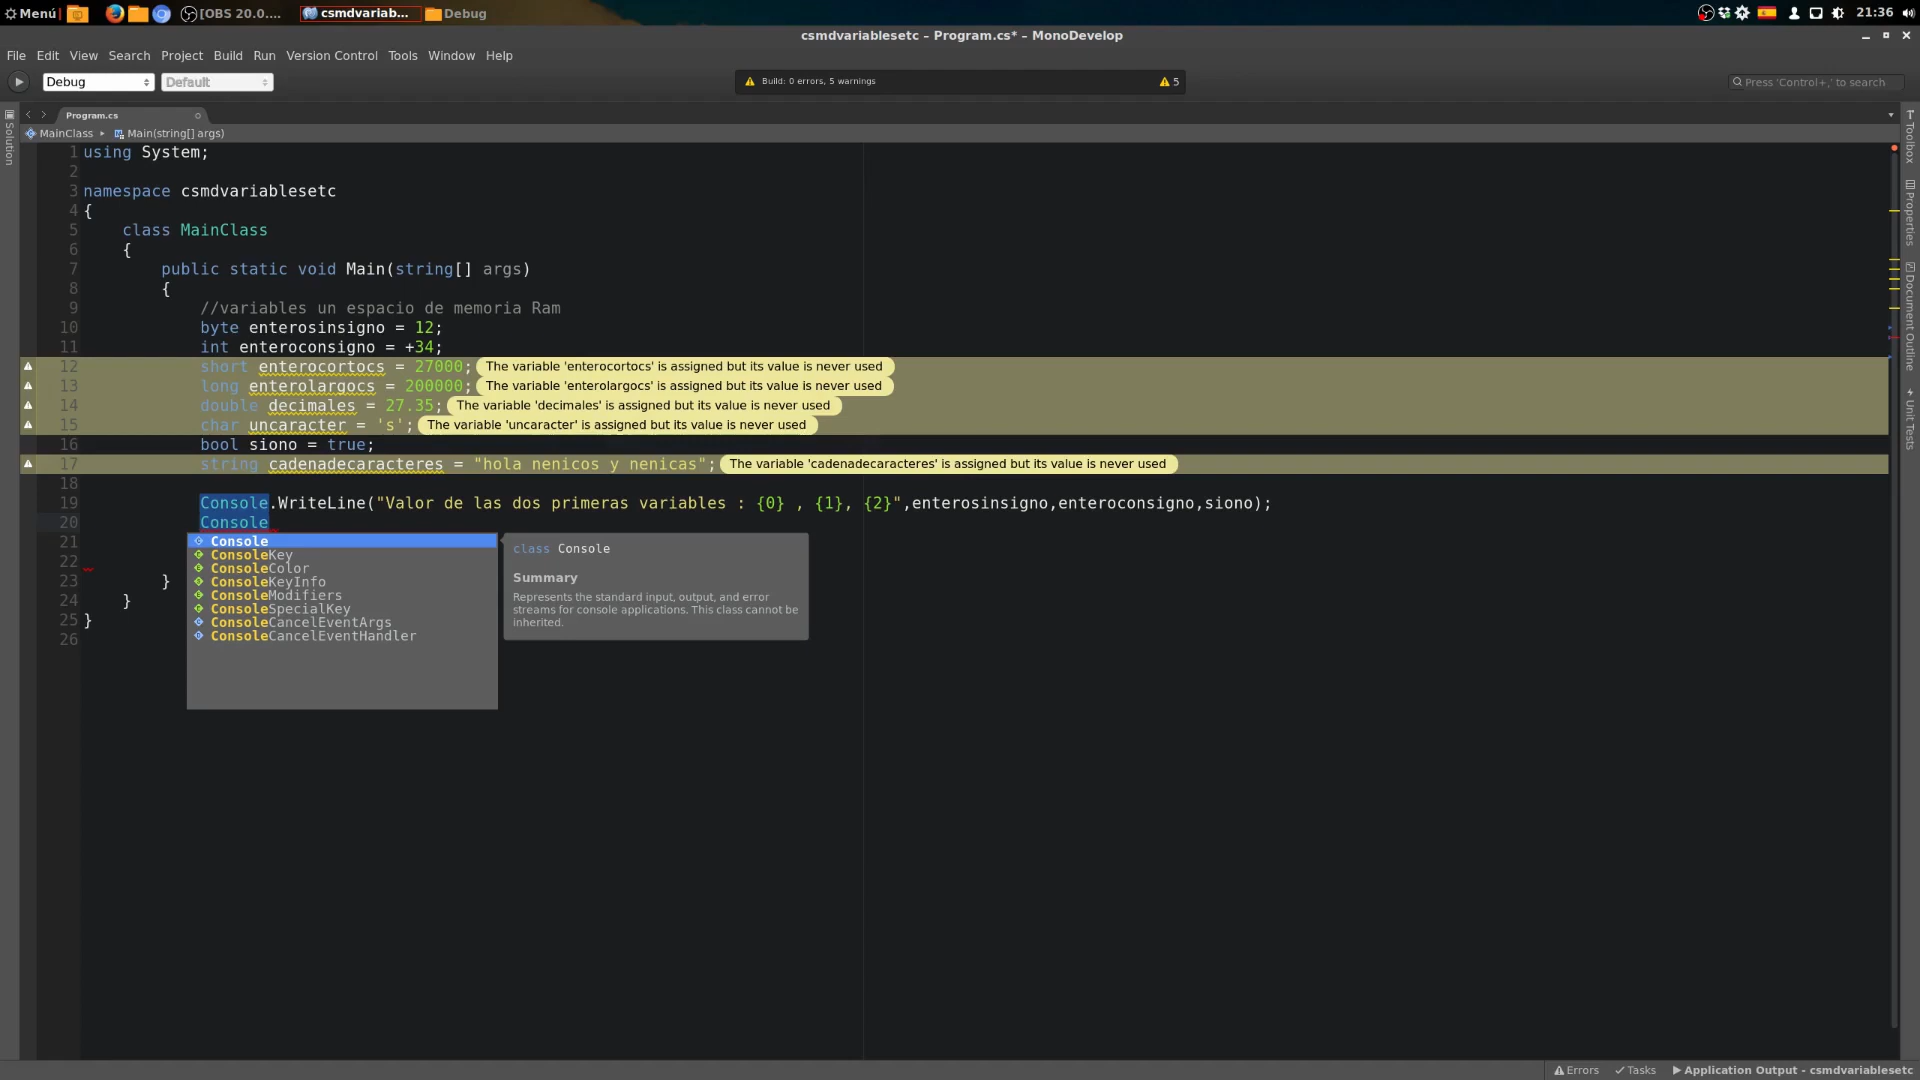 Menú
[OBS 20.0....
csmdvariab...
Debug
21:36
csmdvariablesetc – Program.cs* – MonoDevelop
File Edit View Search Project Build Run Version Control Tools Window Help
Debug
Default
Build: 0 errors, 5 warnings
5
Press 'Control+,' to search
Program.cs
MainClass
Main(string[] args)
Solution
Toolbox
Properties
Document Outline
Unit Tests
1 using System;
2
3 namespace csmdvariablesetc
4 {
5 class MainClass
6 {
7 public static void Main(string[] args)
8 {
9 //variables un espacio de memoria Ram
10 byte enterosinsigno = 12;
11 int enteroconsigno = +34;
12 short enterocortocs = 27000; The variable 'enterocortocs' is assigned but its value is never used
13 long enterolargocs = 200000; The variable 'enterolargocs' is assigned but its value is never used
14 double decimales = 27.35; The variable 'decimales' is assigned but its value is never used
15 char uncaracter = 's'; The variable 'uncaracter' is assigned but its value is never used
16 bool siono = true;
17 string cadenadecaracteres = "hola nenicos y nenicas"; The variable 'cadenadecaracteres' is assigned but its value is never used
18
19 Console.WriteLine("Valor de las dos primeras variables : {0} , {1}, {2}",enterosinsigno,enteroconsigno,siono);
20 Console
21
22
23 }
24 }
25 }
26
Console
ConsoleKey
ConsoleColor
ConsoleKeyInfo
ConsoleModifiers
ConsoleSpecialKey
ConsoleCancelEventArgs
ConsoleCancelEventHandler
class Console
Summary
Represents the standard input, output, and error
streams for console applications. This class cannot be
inherited.
Errors
Tasks
Application Output - csmdvariablesetc